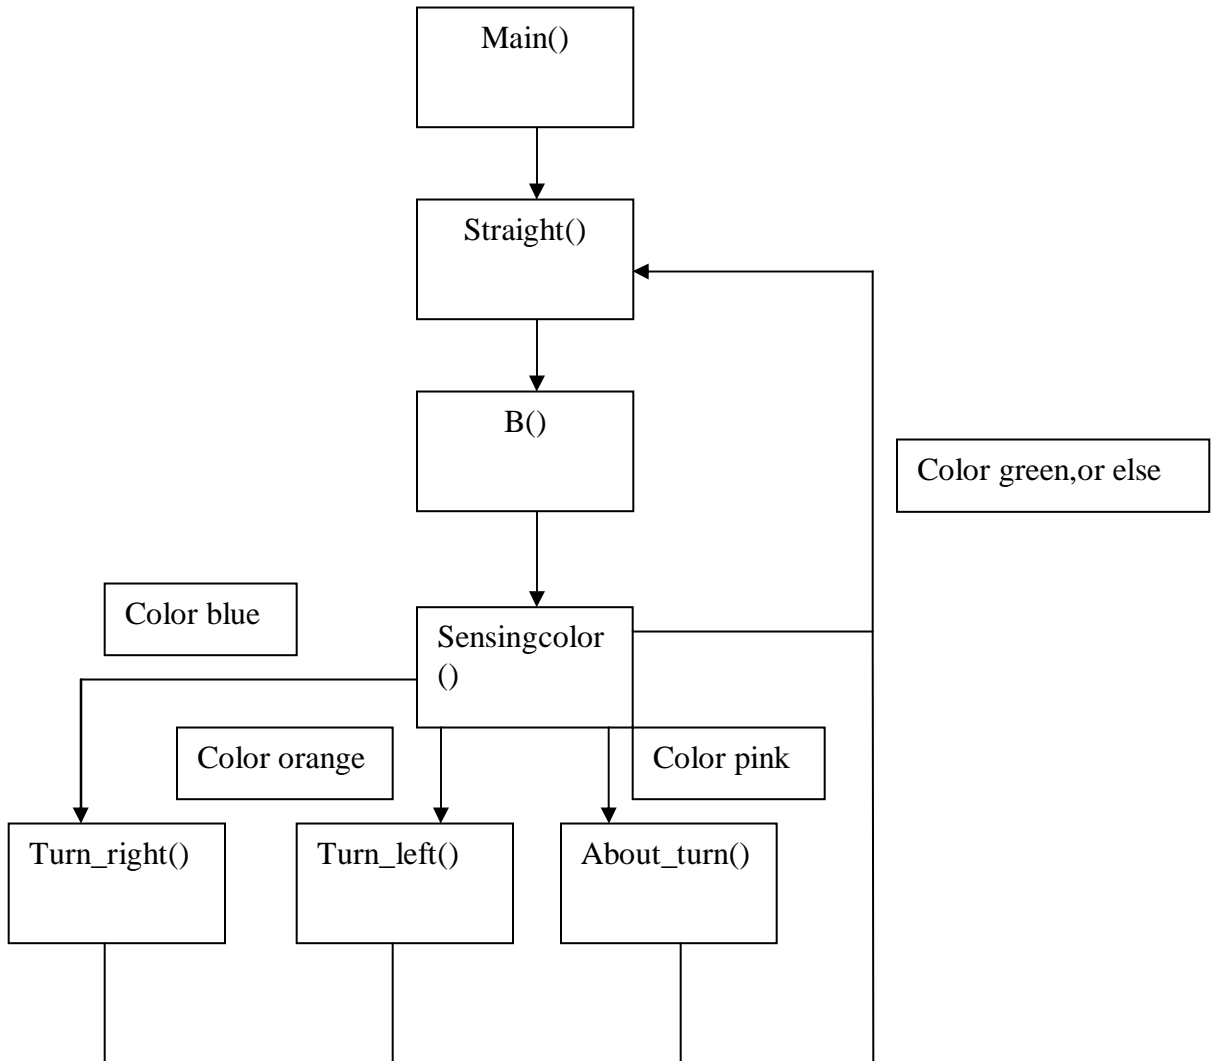 Main()
Straight()
B()
Color green,or else
Color blue
Sensingcolor
()
Color orange
Color pink
Turn_right()
Turn_left()
About_turn()